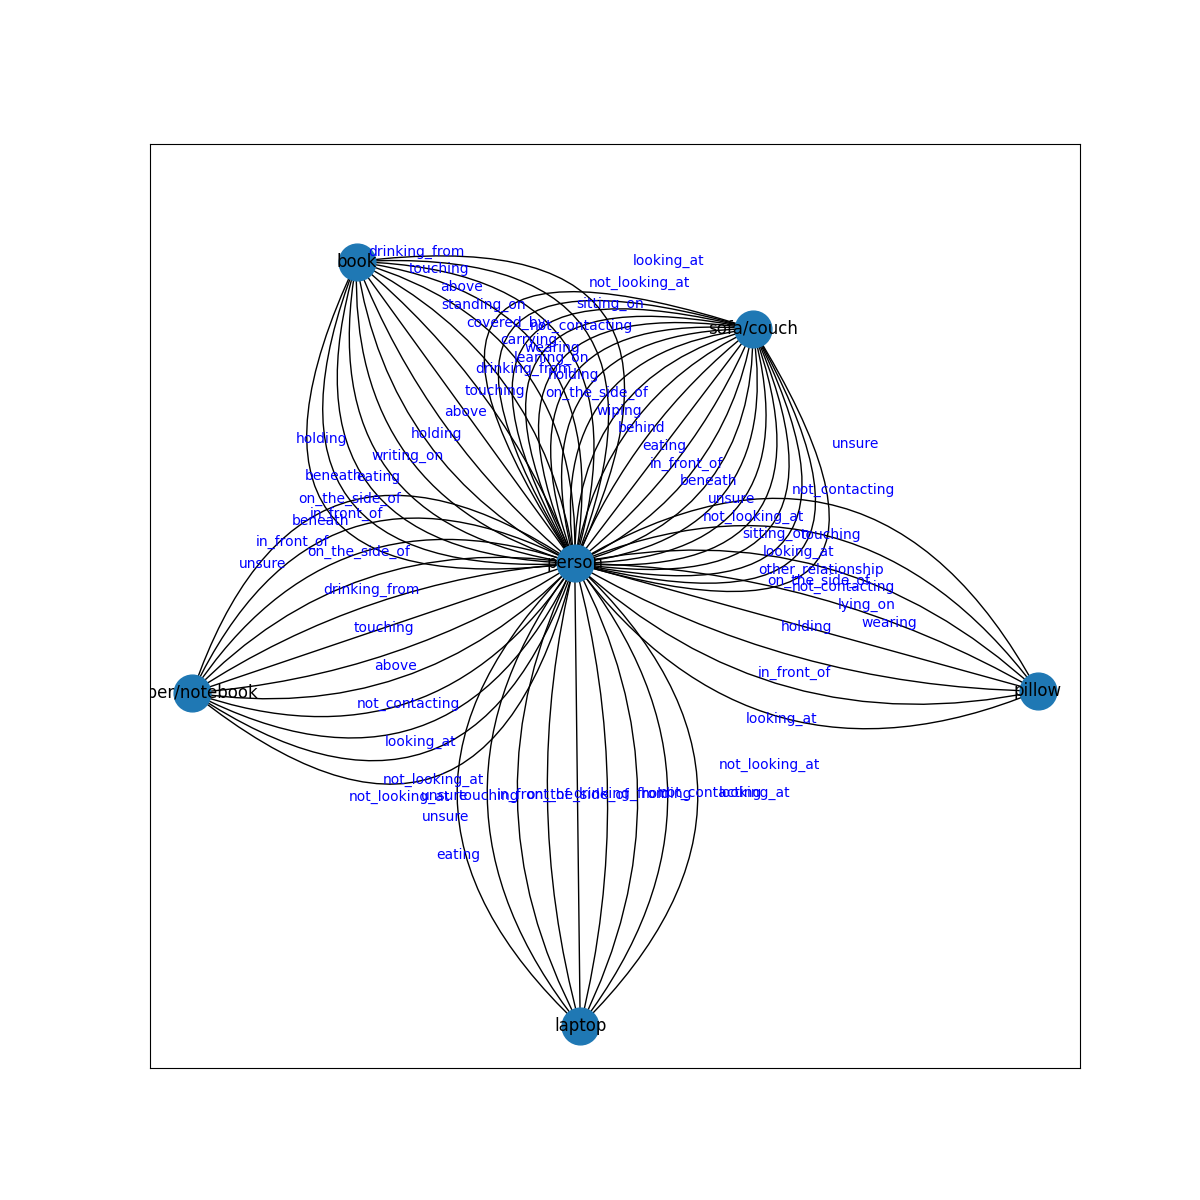 drinking_from
book
looking_at
touching
not_looking_at
above
sitting_on
standing_on
covered_by
not_contacting
sofa/couch
carrying
wearing
leaning_on
drinking_from
holding
touching
on_the_side_of
above
wiping
behind
holding
holding
eating
unsure
writing_on
in_front_of
beneath
eating
beneath
not_contacting
on_the_side_of
unsure
in_front_of
beneath
not_looking_at
sitting_on
touching
in_front_of
on_the_side_of
looking_at
unsure
person
other_relationship
on_the_side_of
drinking_from
not_contacting
lying_on
touching
holding
wearing
above
in_front_of
per/notebook
pillow
not_contacting
looking_at
looking_at
not_looking_at
not_looking_at
not_looking_at
unsure
touching
in_front_of
on_the_side_of
drinking_from
holding
not_contacting
looking_at
unsure
eating
laptop